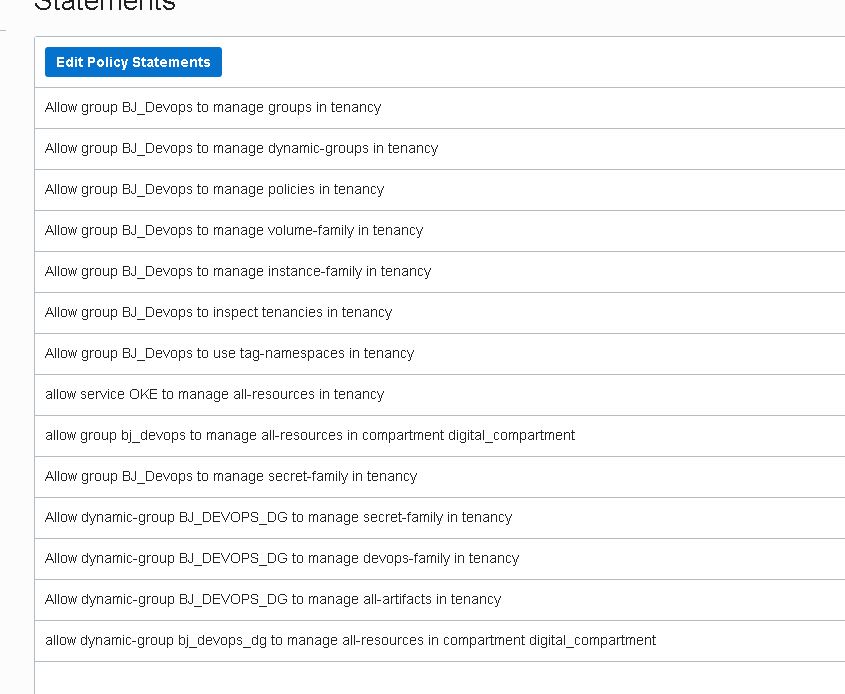 Statements
Edit Policy Statements
Allow group BJ_Devops to manage groups in tenancy
Allow group BJ_Devops to manage dynamic-groups in tenancy
Allow group BJ_Devops to manage policies in tenancy
Allow group BJ_Devops to manage volume-family in tenancy
Allow group BJ_Devops to manage instance-family in tenancy
Allow group BJ_Devops to inspect tenancies in tenancy
Allow group BJ_Devops to use tag-namespaces in tenancy
allow service OKE to manage all-resources in tenancy
allow group bj_devops to manage all-resources in compartment digital_compartment
Allow group BJ_Devops to manage secret-family in tenancy
Allow dynamic-group BJ_DEVOPS_DG to manage secret-family in tenancy
Allow dynamic-group BJ_DEVOPS_DG to manage devops-family in tenancy
Allow dynamic-group BJ_DEVOPS_DG to manage all-artifacts in tenancy
allow dynamic-group bj_devops_dg to manage all-resources in compartment digital_compartment